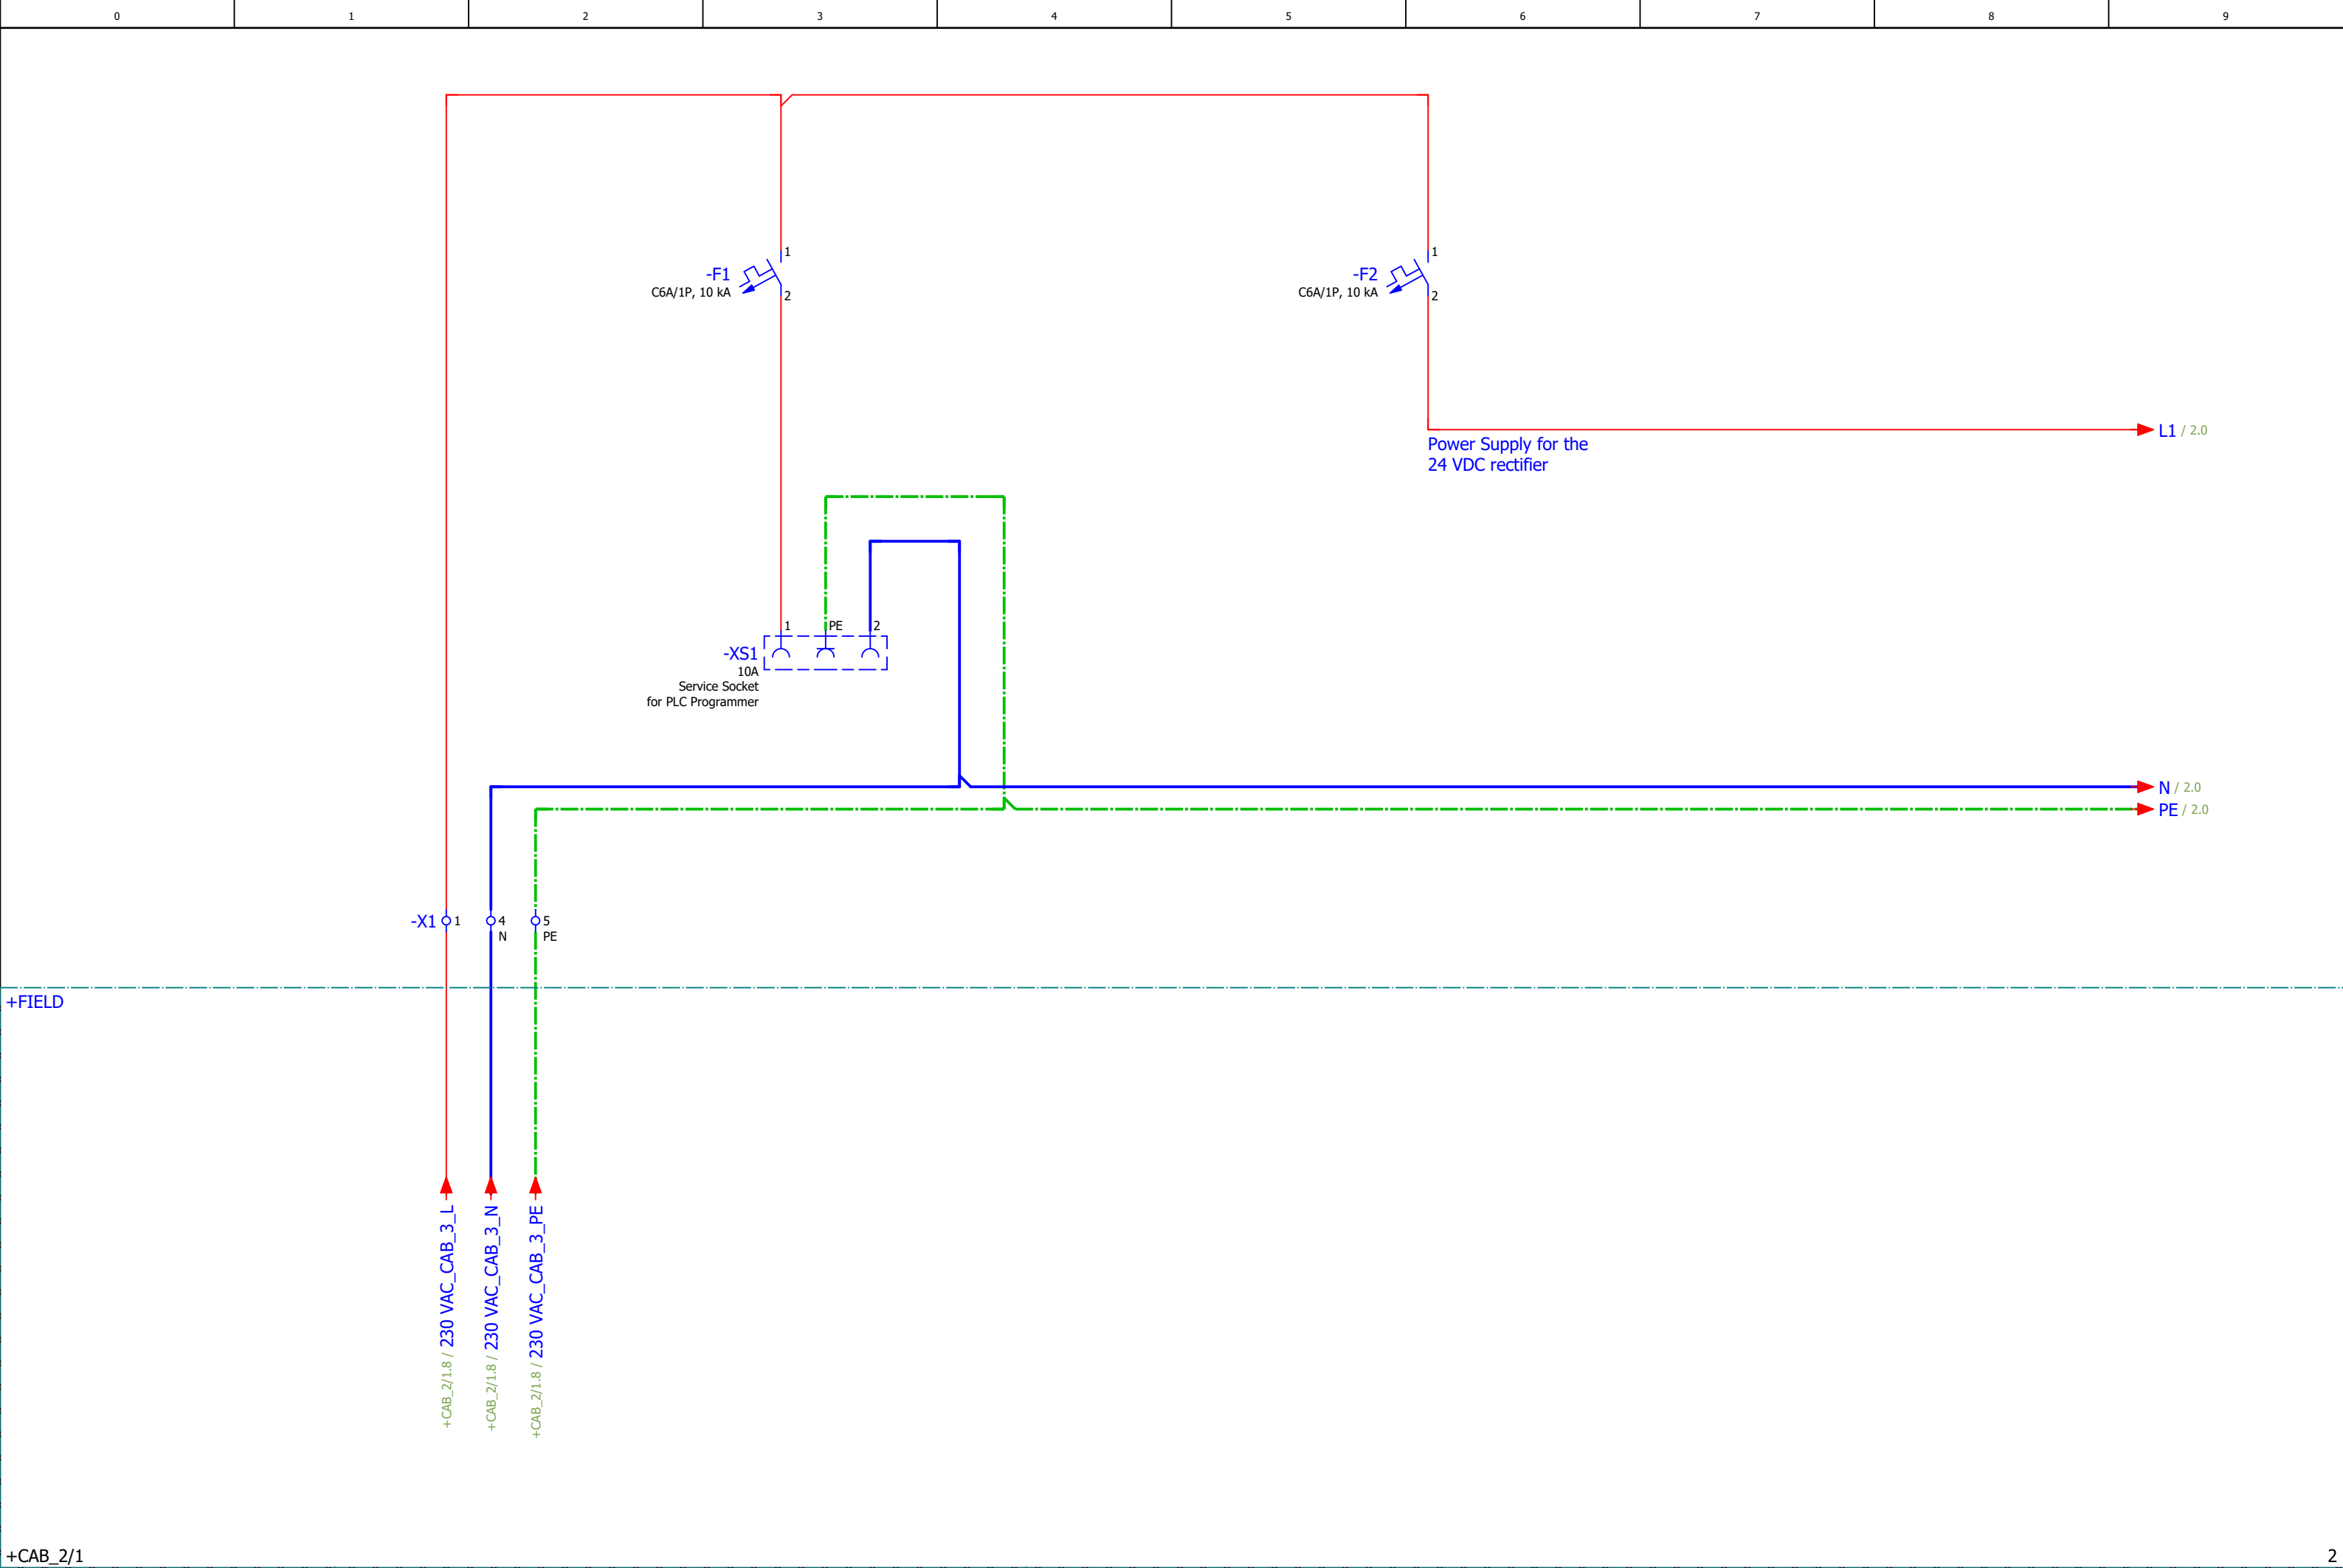 0 1 2 3 4 5 6 7 8 9
1
-F1
C6A/1P, 10 kA
2
1
-F2
C6A/1P, 10 kA
2
L1 / 2.0
Power Supply for the
24 VDC rectifier
1 PE 2
-XS1
10A
Service Socket
for PLC Programmer
N / 2.0
PE / 2.0
-X1 1 4 5
N PE
+FIELD
+CAB_2/1.8 / 230 VAC_CAB_3_L
+CAB_2/1.8 / 230 VAC_CAB_3_N
+CAB_2/1.8 / 230 VAC_CAB_3_PE
+CAB_2/1
2